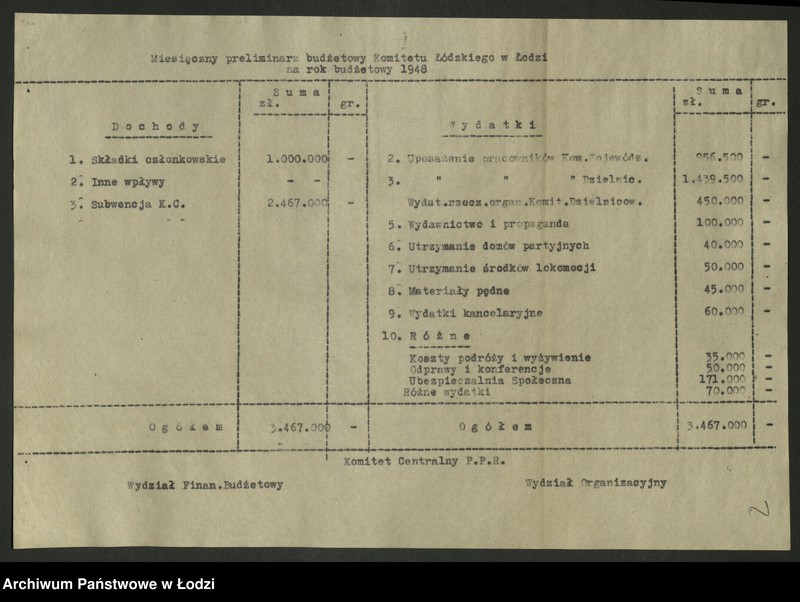 Miesięczny preliminarz budżetowy Komitetu Łódzkiego w Łodzi
na rok budżetowy 1948
Suma
zł. gr.
Suma
zł. gr.
Dochody
Wydatki
1. Składki członkowskie 1.000.000 -
2. Uposażenie pracowników Kom.Wojewódz. 956.500 -
2. Inne wpływy - -
3. " " " Dzielnic. 1.439.500 -
3. Subwencja K.C. 2.467.000 -
Wydat.rzecz.organ.Komit.Dzielnicow. 450.000 -
5. Wydawnictwo i propaganda 100.000 -
6. Utrzymanie domów partyjnych 40.000 -
7. Utrzymanie środków lokomocji 50.000 -
8. Materiały pędne 45.000 -
9. Wydatki kancelaryjne 60.000 -
10. Różne
Koszty podróży i wyżywienie 35.000 -
Odprawy i konferencje 50.000 -
Ubezpieczalnia Społeczna 171.000 -
Różne wydatki 70.000 -
Ogółem 3.467.000 -
Ogółem 3.467.000 -
Komitet Centralny P.P.R.
Wydział Finan.Budżetowy
Wydział Organizacyjny
2
Archiwum Państwowe w Łodzi